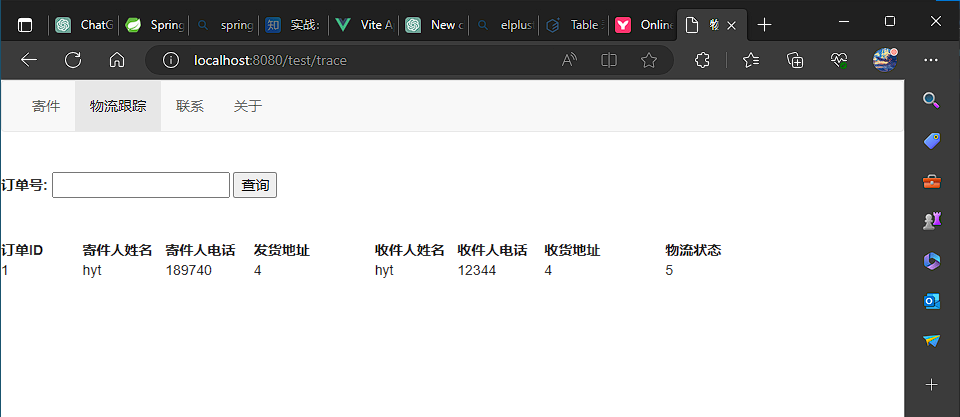 ChatG Spring spring 实战: Vite A New c elplust Table Online
localhost:8080/test/trace
寄件 物流跟踪 联系 关于
订单号: 查询
订单ID 寄件人姓名 寄件人电话 发货地址 收件人姓名 收件人电话 收货地址 物流状态
1 hyt 189740 4 hyt 12344 4 5